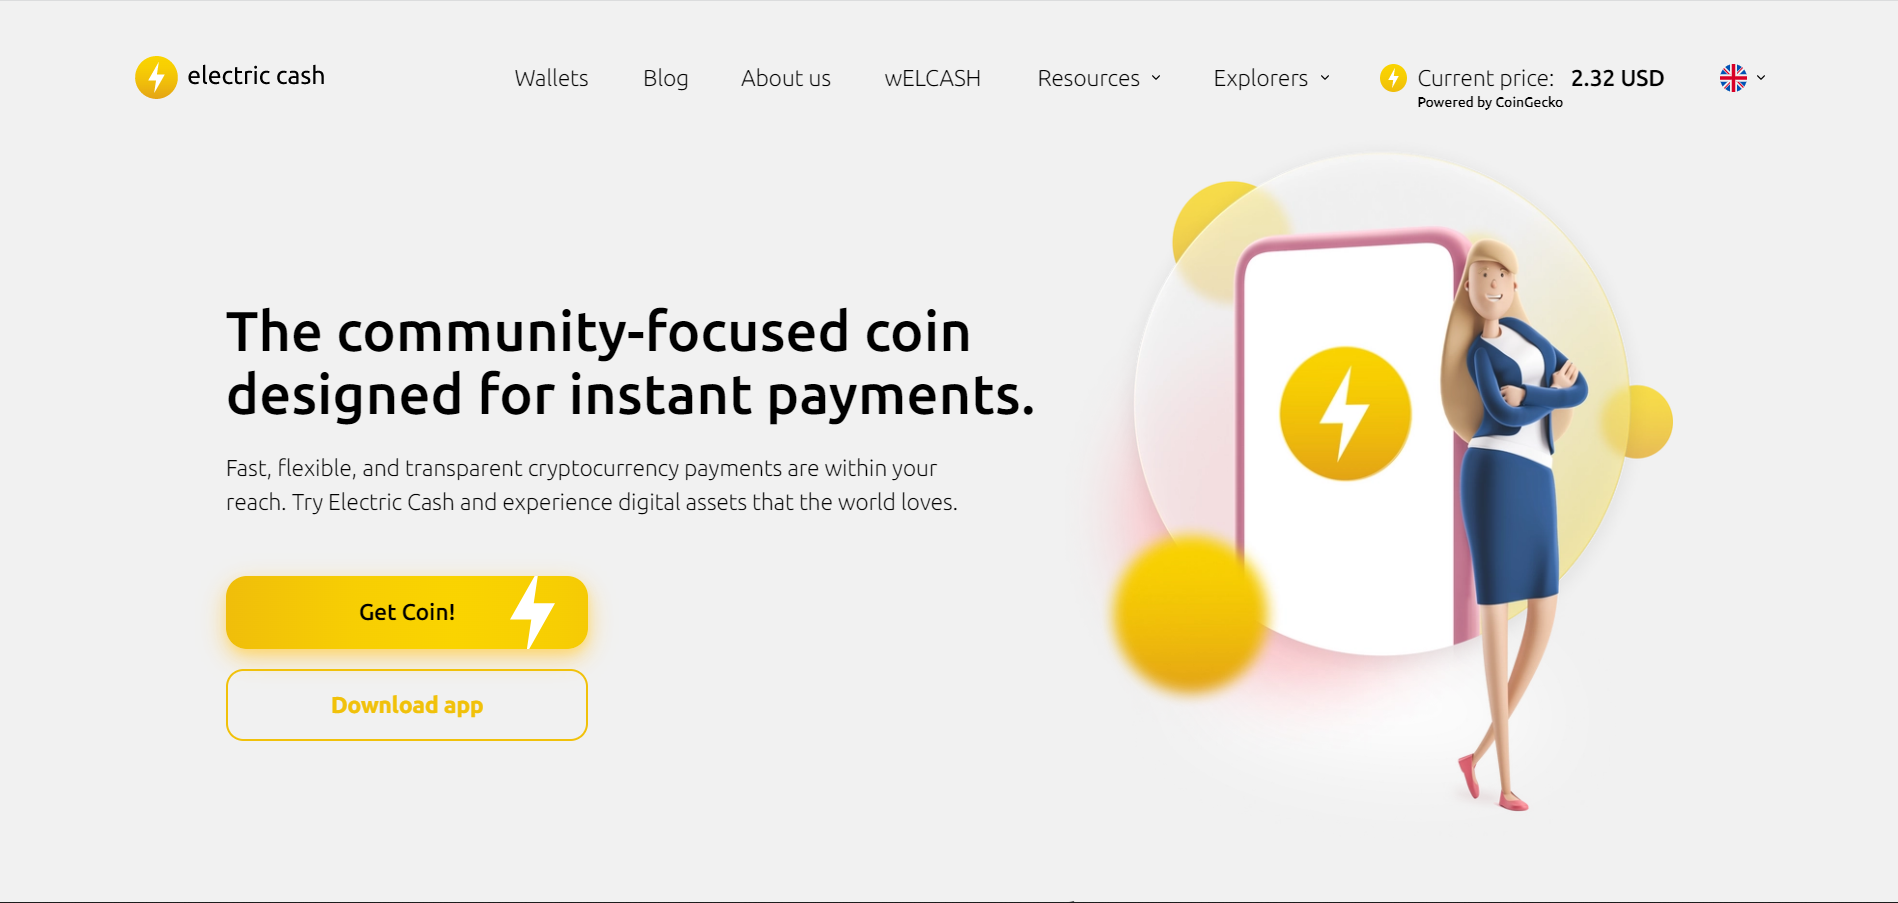 electric cash
Wallets Blog About us wELCASH Resources Explorers Current price: 2.32 USD
Powered by CoinGecko
The community-focused coin
designed for instant payments.
Fast, flexible, and transparent cryptocurrency payments are within your
reach. Try Electric Cash and experience digital assets that the world loves.
Get Coin!
Download app